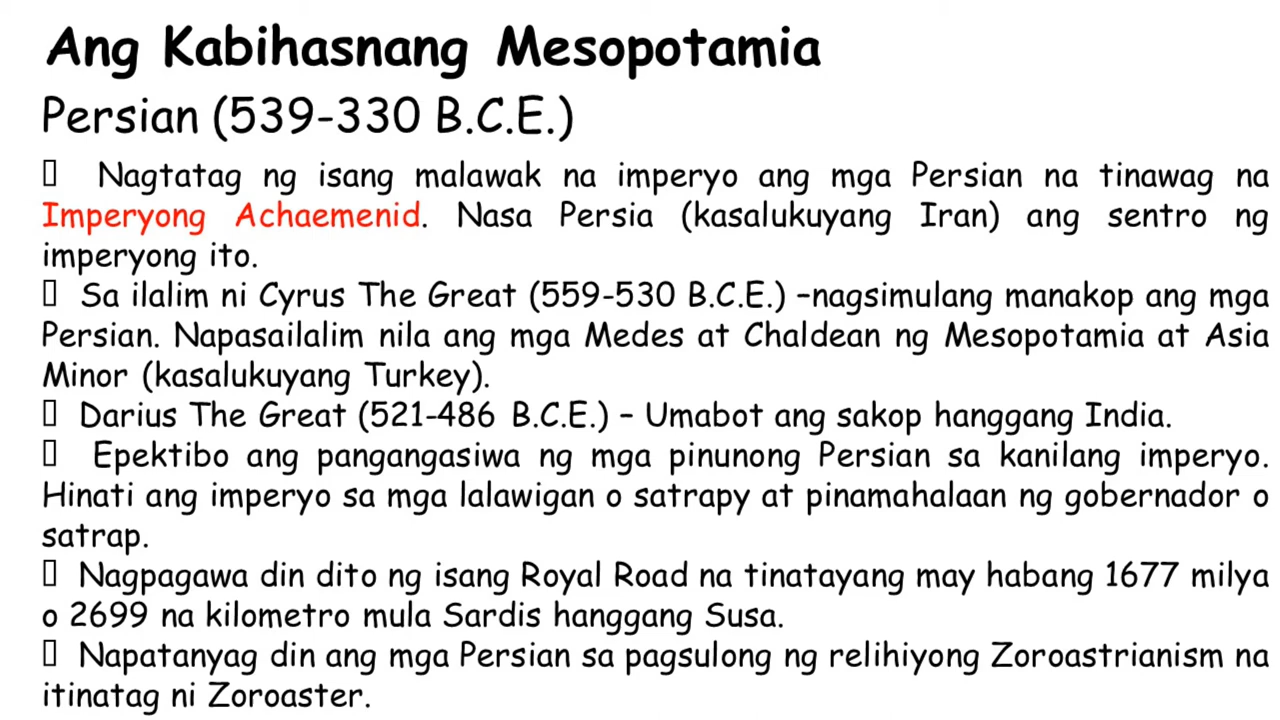 Ang Kabihasnang Mesopotamia
Persian (539-330 B.C.E.)
▯ Nagtatag ng isang malawak na imperyo ang mga Persian na tinawag na
Imperyong Achaemenid. Nasa Persia (kasalukuyang Iran) ang sentro ng
imperyong ito.
▯ Sa ilalim ni Cyrus The Great (559-530 B.C.E.) –nagsimulang manakop ang mga
Persian. Napasailalim nila ang mga Medes at Chaldean ng Mesopotamia at Asia
Minor (kasalukuyang Turkey).
▯ Darius The Great (521-486 B.C.E.) – Umabot ang sakop hanggang India.
▯ Epektibo ang pangangasiwa ng mga pinunong Persian sa kanilang imperyo.
Hinati ang imperyo sa mga lalawigan o satrapy at pinamahalaan ng gobernador o
satrap.
▯ Nagpagawa din dito ng isang Royal Road na tinatayang may habang 1677 milya
o 2699 na kilometro mula Sardis hanggang Susa.
▯ Napatanyag din ang mga Persian sa pagsulong ng relihiyong Zoroastrianism na
itinatag ni Zoroaster.